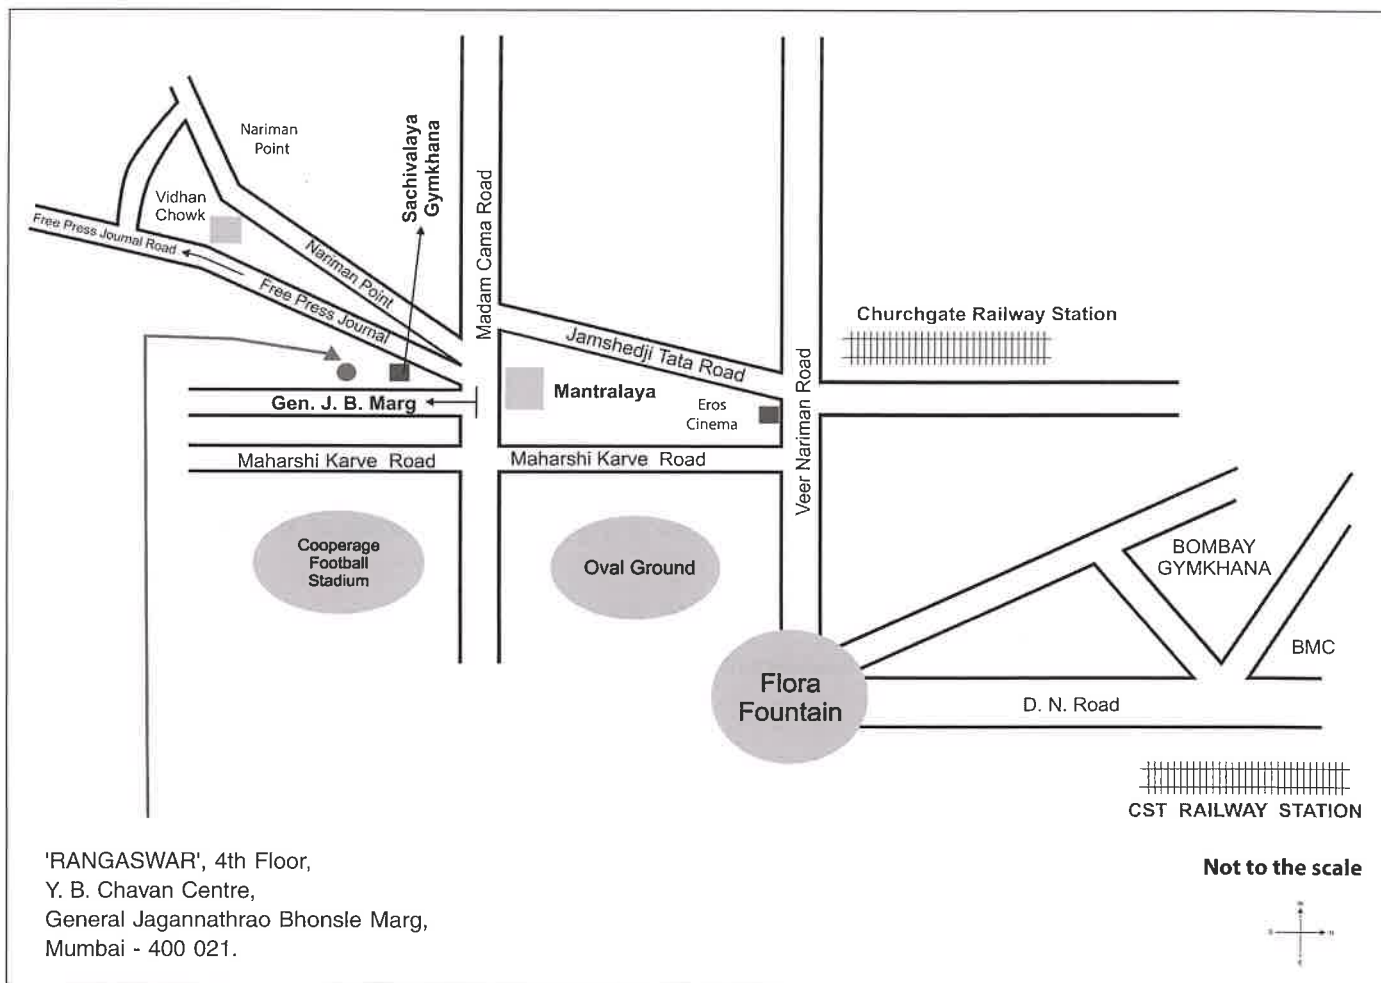 Nariman
Point
Sachivalaya
Gymkhana
Vidhan
Chowk
Free Press Journal Road
Nariman Point
Free Press Journal
Madam Cama Road
Churchgate Railway Station
Jamshedji Tata Road
Veer Nariman Road
Mantralaya
Gen. J. B. Marg
Eros
Cinema
Maharshi Karve Road
Maharshi Karve Road
Cooperage
Football
Stadium
Oval Ground
BOMBAY
GYMKHANA
BMC
Flora
Fountain
D. N. Road
CST RAILWAY STATION
'RANGASWAR', 4th Floor,
Y. B. Chavan Centre,
General Jagannathrao Bhonsle Marg,
Mumbai - 400 021.
Not to the scale